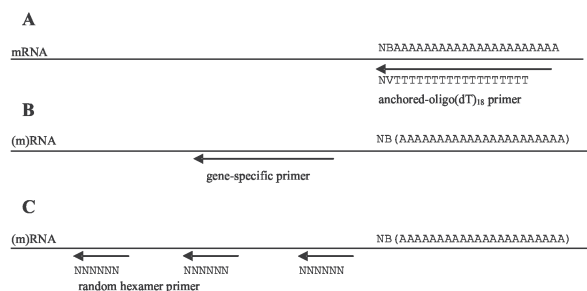 A
NBAAAAAAAAAAAAAAAAAAAAAA
mRNA
NVTTTTTTTTTTTTTTTTTT
anchored-oligo(dT)₁₈ primer
B
(m)RNA
NB(AAAAAAAAAAAAAAAAAAAAAA)
gene-specific primer
C
(m)RNA
NB(AAAAAAAAAAAAAAAAAAAAAA)
NNNNNN NNNNNN NNNNNN
random hexamer primer